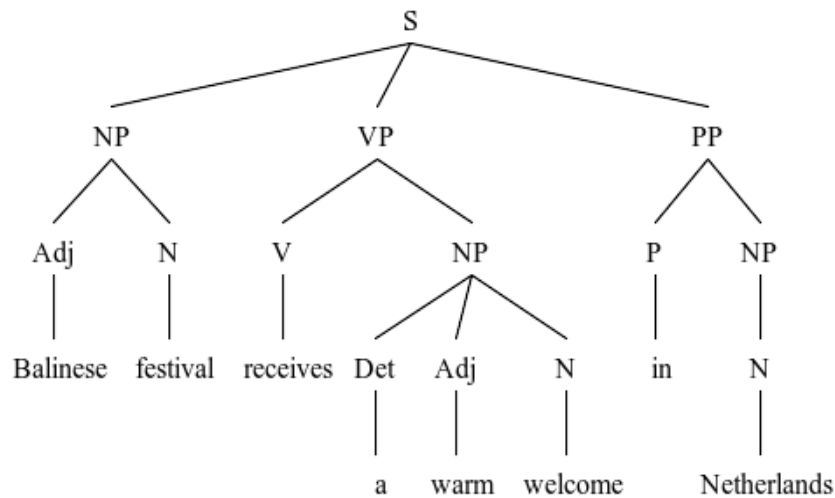 S
NP VP PP
Adj N V NP P NP
Balinese festival receives Det Adj N in N
a warm welcome Netherlands